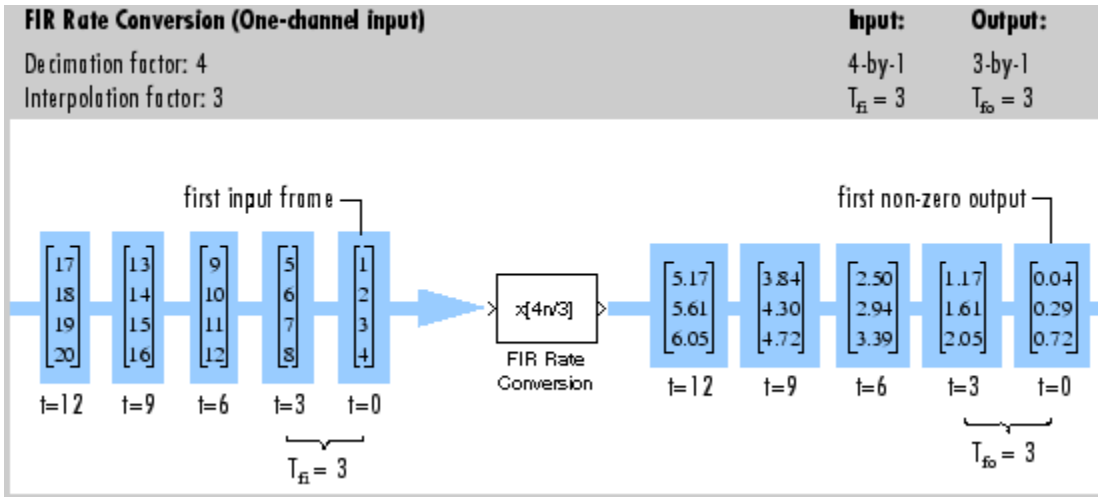 FIR Rate Conversion (One-channel input) Input: Output:
Decimation factor: 4 4-by-1 3-by-1
Interpolation factor: 3 Tfi = 3 Tfo = 3
first input frame first non-zero output
17 13 9 5 1 5.17 3.84 2.50 1.17 0.04
18 14 10 6 2 5.61 4.30 2.94 1.61 0.29
19 15 11 7 3 6.05 4.72 3.39 2.05 0.72
20 16 12 8 4
x[4n/3]
FIR Rate
Conversion
t=12 t=9 t=6 t=3 t=0 t=12 t=9 t=6 t=3 t=0
Tfi = 3 Tfo = 3